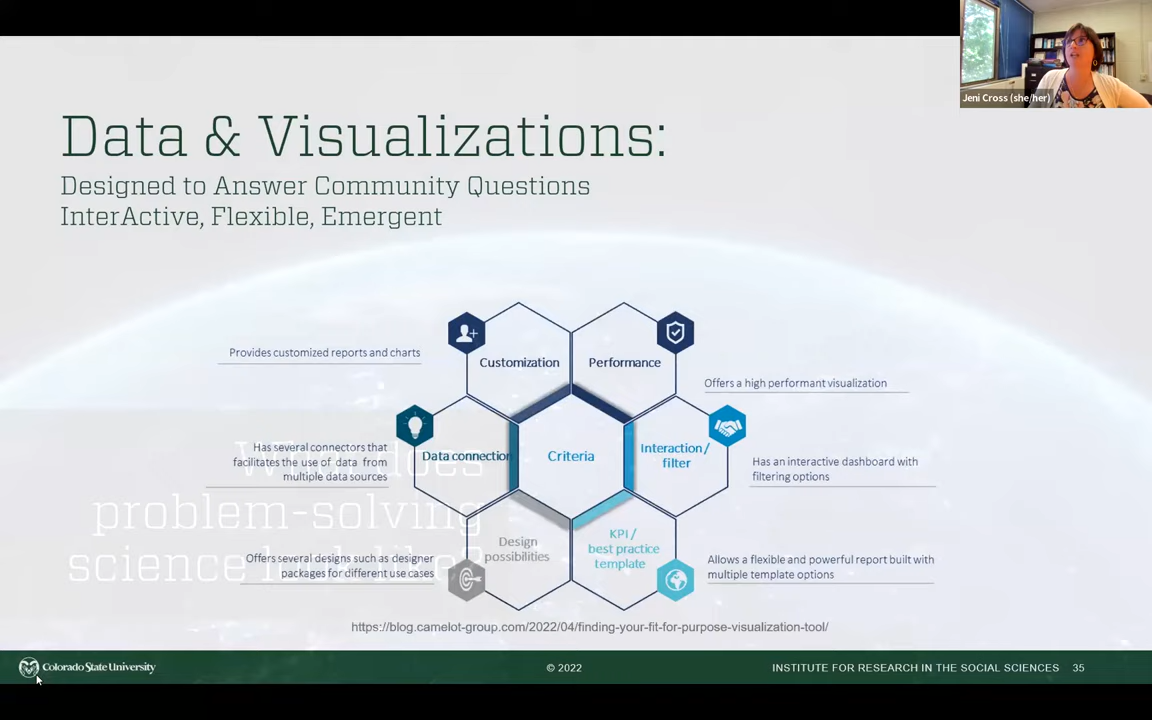 Jeni Cross (she/her)
Data & Visualizations:
Designed to Answer Community Questions
InterActive, Flexible, Emergent
Provides customized reports and charts
Customization
Performance
Offers a high performant visualization
Has several connectors that
facilitates the use of data from
multiple data sources
Data connection
Criteria
Interaction/
filter
Has an interactive dashboard with
filtering options
Offers several designs such as designer
packages for different use cases
Design
possibilities
KPI /
best practice
template
Allows a flexible and powerful report built with
multiple template options
does
problem-solving
science
https://blog.camelot-group.com/2022/04/finding-your-fit-for-purpose-visualization-tool/
Colorado State University
© 2022
INSTITUTE FOR RESEARCH IN THE SOCIAL SCIENCES 35